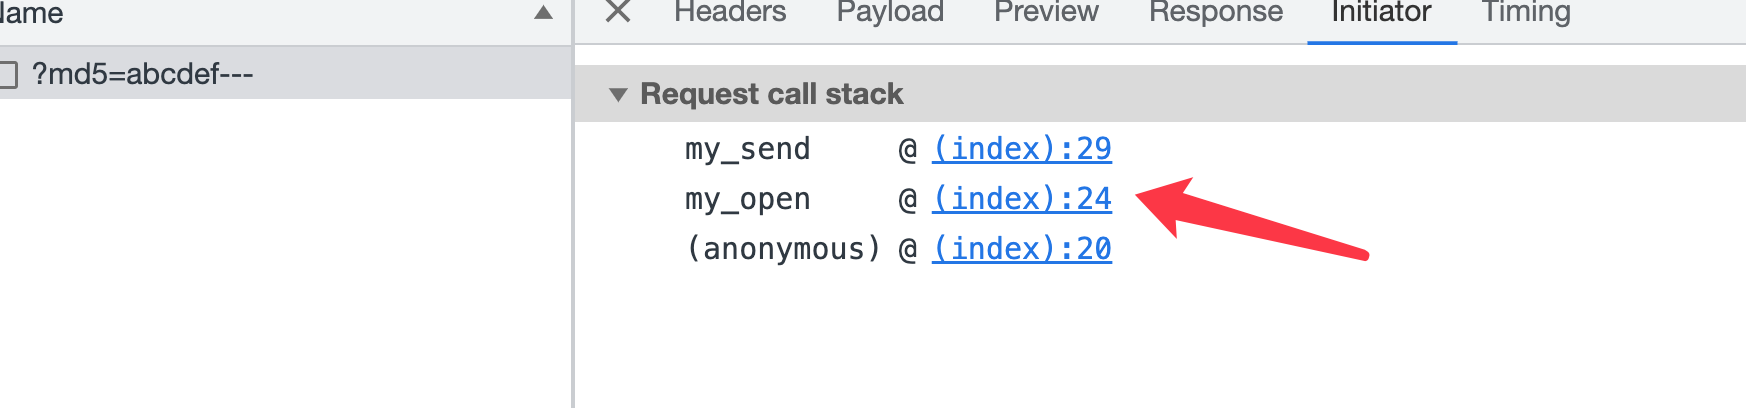 Name
Headers Payload Preview Response Initiator Timing
?md5=abcdef---
Request call stack
my_send @ (index):29
my_open @ (index):24
(anonymous) @ (index):20